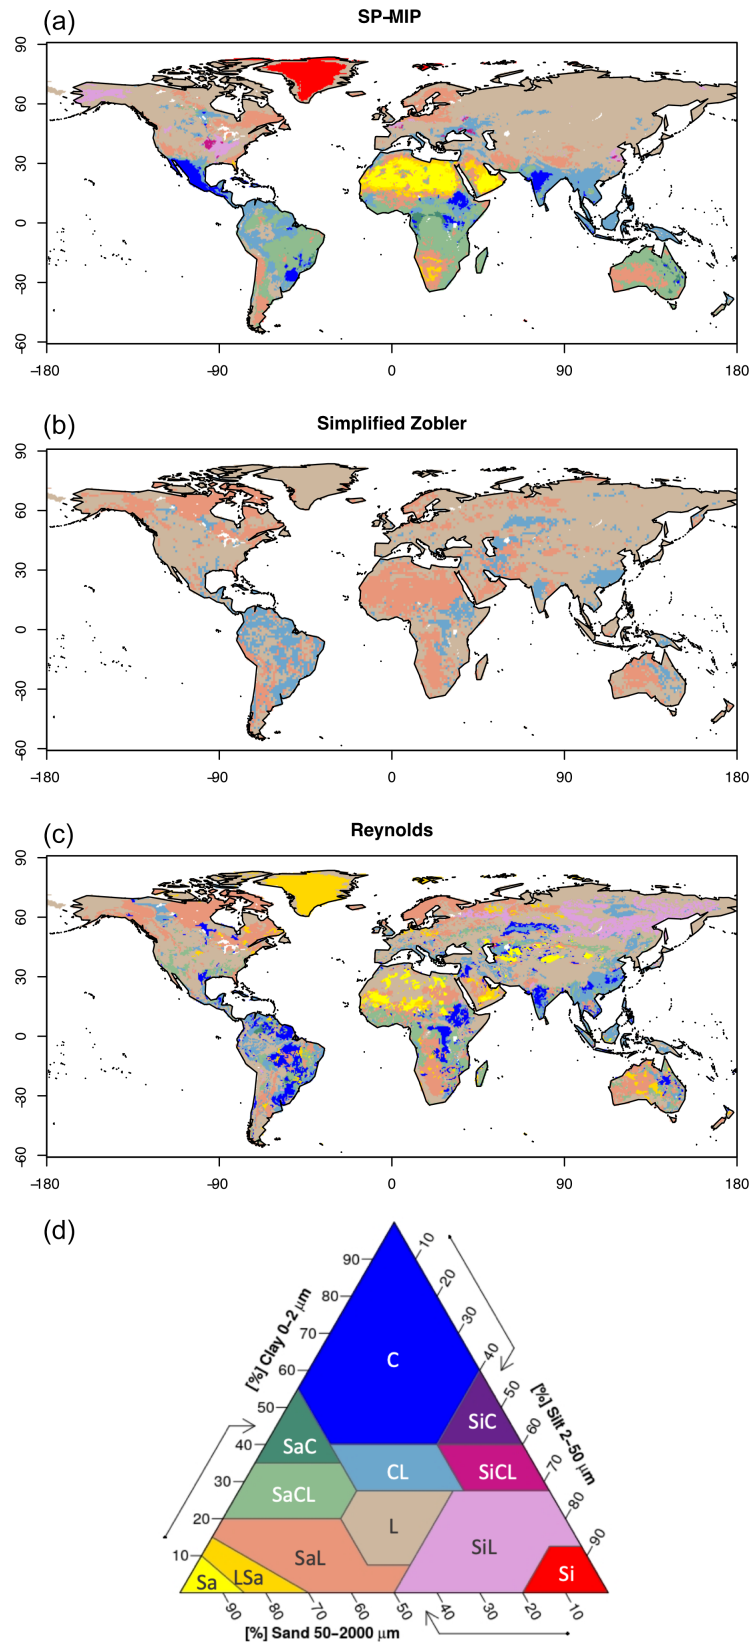 (a)
SP−MIP
90
60
30
0
−30
−60
−180
−90
0
90
180
(b)
Simplified Zobler
90
60
30
0
−30
−60
−180
−90
0
90
180
(c)
Reynolds
90
60
30
0
−30
−60
−180
−90
0
90
180
(d)
[%] Clay 0−2 μm
10
20
30
40
50
60
70
80
90
[%] Silt 2−50 μm
10
20
30
40
50
60
70
80
90
C
SiC
SaC
CL
SiCL
SaCL
L
SiL
SaL
Si
Sa
LSa
90
80
70
60
50
40
30
20
10
[%] Sand 50−2000 μm